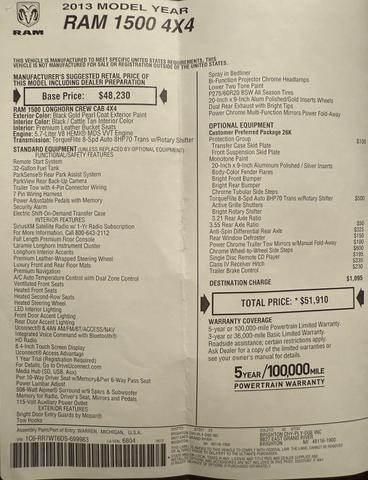 2013 MODEL YEAR
RAM 1500 4X4
RAM
THIS VEHICLE IS MANUFACTURED TO MEET SPECIFIC UNITED STATES REQUIREMENTS. THIS
VEHICLE IS NOT MANUFACTURED FOR SALE OR REGISTRATION OUTSIDE OF THE UNITED STATES.
MANUFACTURER'S SUGGESTED RETAIL PRICE OF
THIS MODEL INCLUDING DEALER PREPARATION
Base Price: $48,230
RAM 1500 LONGHORN CREW CAB 4X4
Exterior Color: Black Gold Pearl Coat Exterior Paint
Interior Color: Black / Cattle Tan Interior Color
Interior: Premium Leather Bucket Seats
Engine: 5.7-Liter V8 HEMI® MDS VVT Engine
Transmission: TorqueFlite 8-Spd Auto 8HP70 Trans w/Rotary Shifter
STANDARD EQUIPMENT (UNLESS REPLACED BY OPTIONAL EQUIPMENT)
FUNCTIONAL/SAFETY FEATURES
Remote Start System
32 Gallon Fuel Tank
ParkSense® Rear Park Assist System
ParkView Rear Back-Up Camera
Trailer Tow with 4-Pin Connector Wiring
7 Pin Wiring Harness
Power Adjustable Pedals with Memory
Security Alarm
Electric Shift-On-Demand Transfer Case
INTERIOR FEATURES
SiriusXM Satellite Radio w/ 1-Yr Radio Subscription
For More Information, Call 800-643-2112
Full Length Premium Floor Console
Laramie Longhorn Instrument Cluster
Longhorn Interior Accents
Premium Leather-Wrapped Steering Wheel
Luxury Front and Rear Floor Mats
Premium Navigation
A/C Auto Temperature Control with Dual Zone Control
Ventilated Front Seats
Heated Front Seats
Heated Second-Row Seats
Heated Steering Wheel
LED Interior Lighting
Front Door Accent Lighting
Rear Door Accent Lighting
Uconnect® 8.4AN AM/FM/BT/ACCESS/NAV
Integrated Voice Command with Bluetooth®
HD Radio
8.4-Inch Touch Screen Display
Uconnect® Access Advantage
1 Year Trial (Registration Required)
For Details, Go to DriveUconnect.com
Media Hub (SD, USB, Aux)
Pwr 10-Way Driver Seat w/Memory&Pwr 6-Way Pass Seat
Power Lumbar Adjust
506-Watt Alpine® Surround w/9 Spkrs & Subwoofer
Memory for Radio, Driver's Seat, Mirrors and Pedals
115-Volt Auxiliary Power Outlet
EXTERIOR FEATURES
Bright Door Entry Guards by Mopar®
Tow Hooks
Spray in Bedliner
Bi-Function Projector Chrome Headlamps
Lower Two Tone Paint
P275/60R20 BSW All Season Tires
20-Inch x 9-Inch Alum Polished/Gold Inserts Wheels
Dual Rear Exhaust with Bright Tips
Power Chrome Multi-Function Mirrors Power Fold-Away
OPTIONAL EQUIPMENT
Customer Preferred Package 26K
Protection Group $100
Transfer Case Skid Plate
Front Suspension Skid Plate
Monotone Paint
20-Inch x 9-Inch Aluminum Polished / Silver Inserts
Body-Color Fender Flares
Bright Front Bumper
Bright Rear Bumper
Chrome Tubular Side Steps
TorqueFlite 8-Spd Auto 8HP70 Trans w/Rotary Shifter $500
Active Grille Shutters
Bright Rotary Shifter
3.21 Rear Axle Ratio
3.55 Rear Axle Ratio $50
Anti-Spin Differential Rear Axle $325
Rear Window Defroster $150
Power Chrome Trailer Tow Mirrors w/Manual Fold-Away $100
Chrome Wheel-to-Wheel Side Steps $600
Single Disc Remote CD Player $195
Class IV Receiver Hitch $335
Trailer Brake Control $230
DESTINATION CHARGE $1,095
TOTAL PRICE: * $51,910
WARRANTY COVERAGE
5-year or 100,000-mile Powertrain Limited Warranty.
3-year or 36,000-mile Basic Limited Warranty.
Roadside assistance; certain restrictions apply.
Ask Dealer for a copy of the limited warranties or
see your owner's manual for details.
5YEAR/100,000MILE
POWERTRAIN WARRANTY
Assembly Point/Port of Entry: WARREN, MICHIGAN, U.S.A.
VIN: 1C6-RR7WT6DS-699983
6804
BRIGHTON
9827 EAST GRAND RIVER
BRIGHTON MI 48116-1900